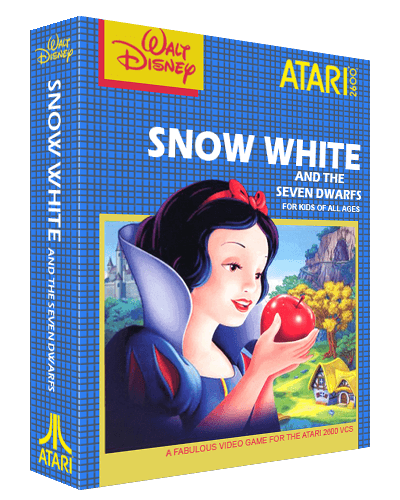 WALT
DISNEY
SNOW WHITE
AND THE SEVEN DWARFS
ATARI
WALT
DISNEY
ATARI 2600
SNOW WHITE
AND THE
SEVEN DWARFS
FOR KIDS OF ALL AGES
A FABULOUS VIDEO GAME FOR THE ATARI 2600 VCS